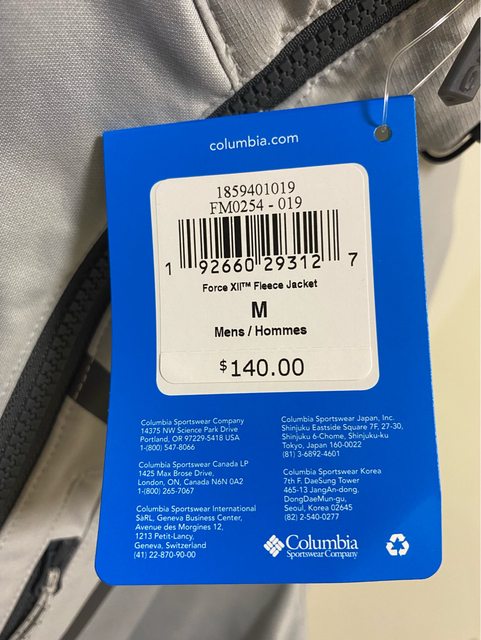 columbia.com
1859401019
FM0254 - 019
1 92660 29312 7
Force XII™ Fleece Jacket
M
Mens / Hommes
$140.00
Columbia Sportswear Company
14375 NW Science Park Drive
Portland, OR 97229-5418 USA
1-(800) 547-8066
Columbia Sportswear Canada LP
1425 Max Brose Drive,
London, ON, Canada N6N 0A2
1-(800) 265-7067
Columbia Sportswear International
SàRL, Geneva Business Center,
Avenue des Morgines 12,
1213 Petit-Lancy,
Geneva, Switzerland
(41) 22-870-90-00
Columbia Sportswear Japan, Inc.
Shinjuku Eastside Square 7F, 27-30,
Shinjuku 6-Chome, Shinjuku-ku
Tokyo, Japan 160-0022
(81) 3-6892-4601
Columbia Sportswear Korea
7th F. DaeSung Tower
465-13 JangAn-dong,
DongDaeMun-gu,
Seoul, Korea 02645
(82) 2-540-0277
Columbia
Sportswear Company